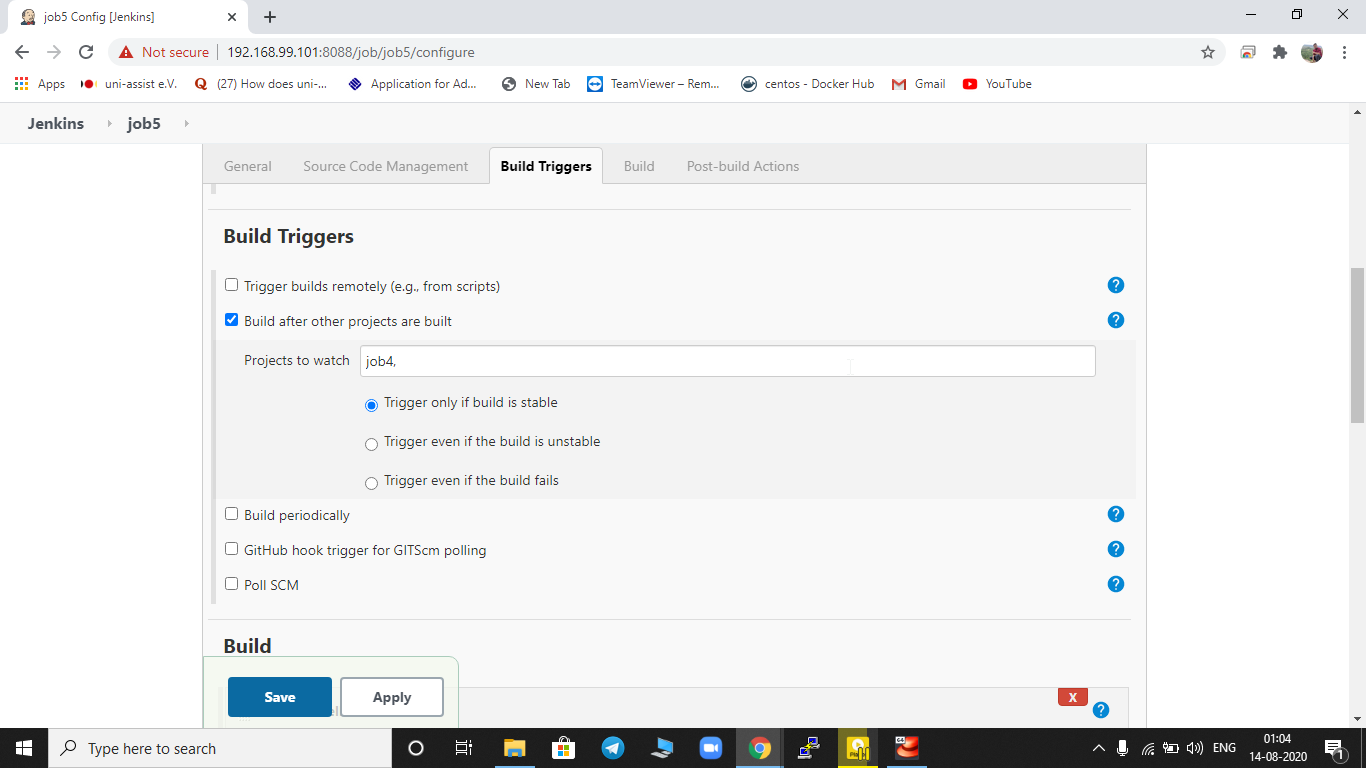 job5 Config [Jenkins]
Not secure 192.168.99.101:8088/job/job5/configure
Apps uni-assist e.V. (27) How does uni-... Application for Ad... New Tab TeamViewer – Rem... centos - Docker Hub Gmail YouTube
Jenkins job5
General Source Code Management Build Triggers Build Post-build Actions
Build Triggers
Trigger builds remotely (e.g., from scripts)
Build after other projects are built
Projects to watch job4,
Trigger only if build is stable
Trigger even if the build is unstable
Trigger even if the build fails
Build periodically
GitHub hook trigger for GITScm polling
Poll SCM
Build
Save Apply X
Type here to search ENG 01:04
14-08-2020 1